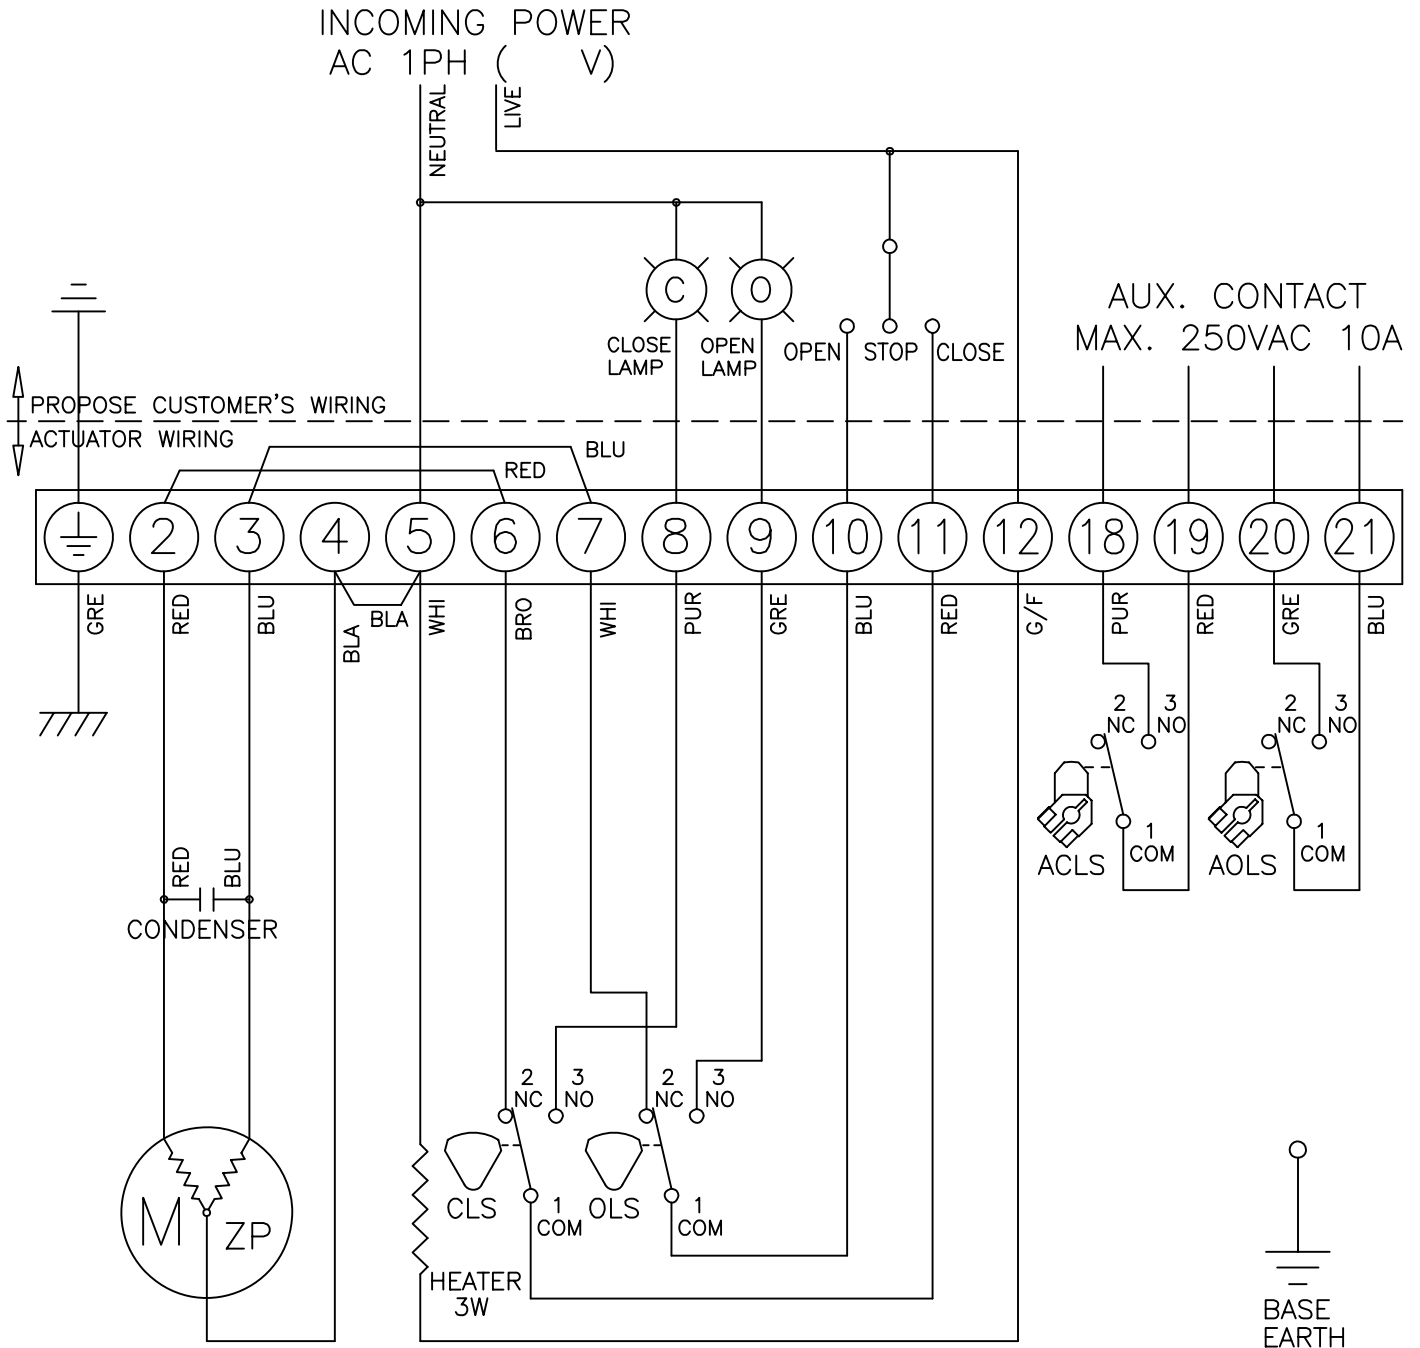 INCOMING POWER
AC 1PH ( V)
NEUTRAL
LIVE
C
O
CLOSE
LAMP
OPEN
LAMP
OPEN
STOP
CLOSE
AUX. CONTACT
MAX. 250VAC 10A
PROPOSE CUSTOMER'S WIRING
ACTUATOR WIRING
BLU
RED
2 3 4 5 6 7 8 9 10 11 12 18 19 20 21
GRE
RED
BLU
BLA
BLA
WHI
BRO
WHI
PUR
GRE
BLU
RED
G/F
PUR
RED
GRE
BLU
2
NC
3
NO
1
COM
ACLS
2
NC
3
NO
1
COM
AOLS
RED
BLU
CONDENSER
2
NC
3
NO
1
COM
CLS
2
NC
3
NO
1
COM
OLS
M
ZP
HEATER
3W
BASE
EARTH